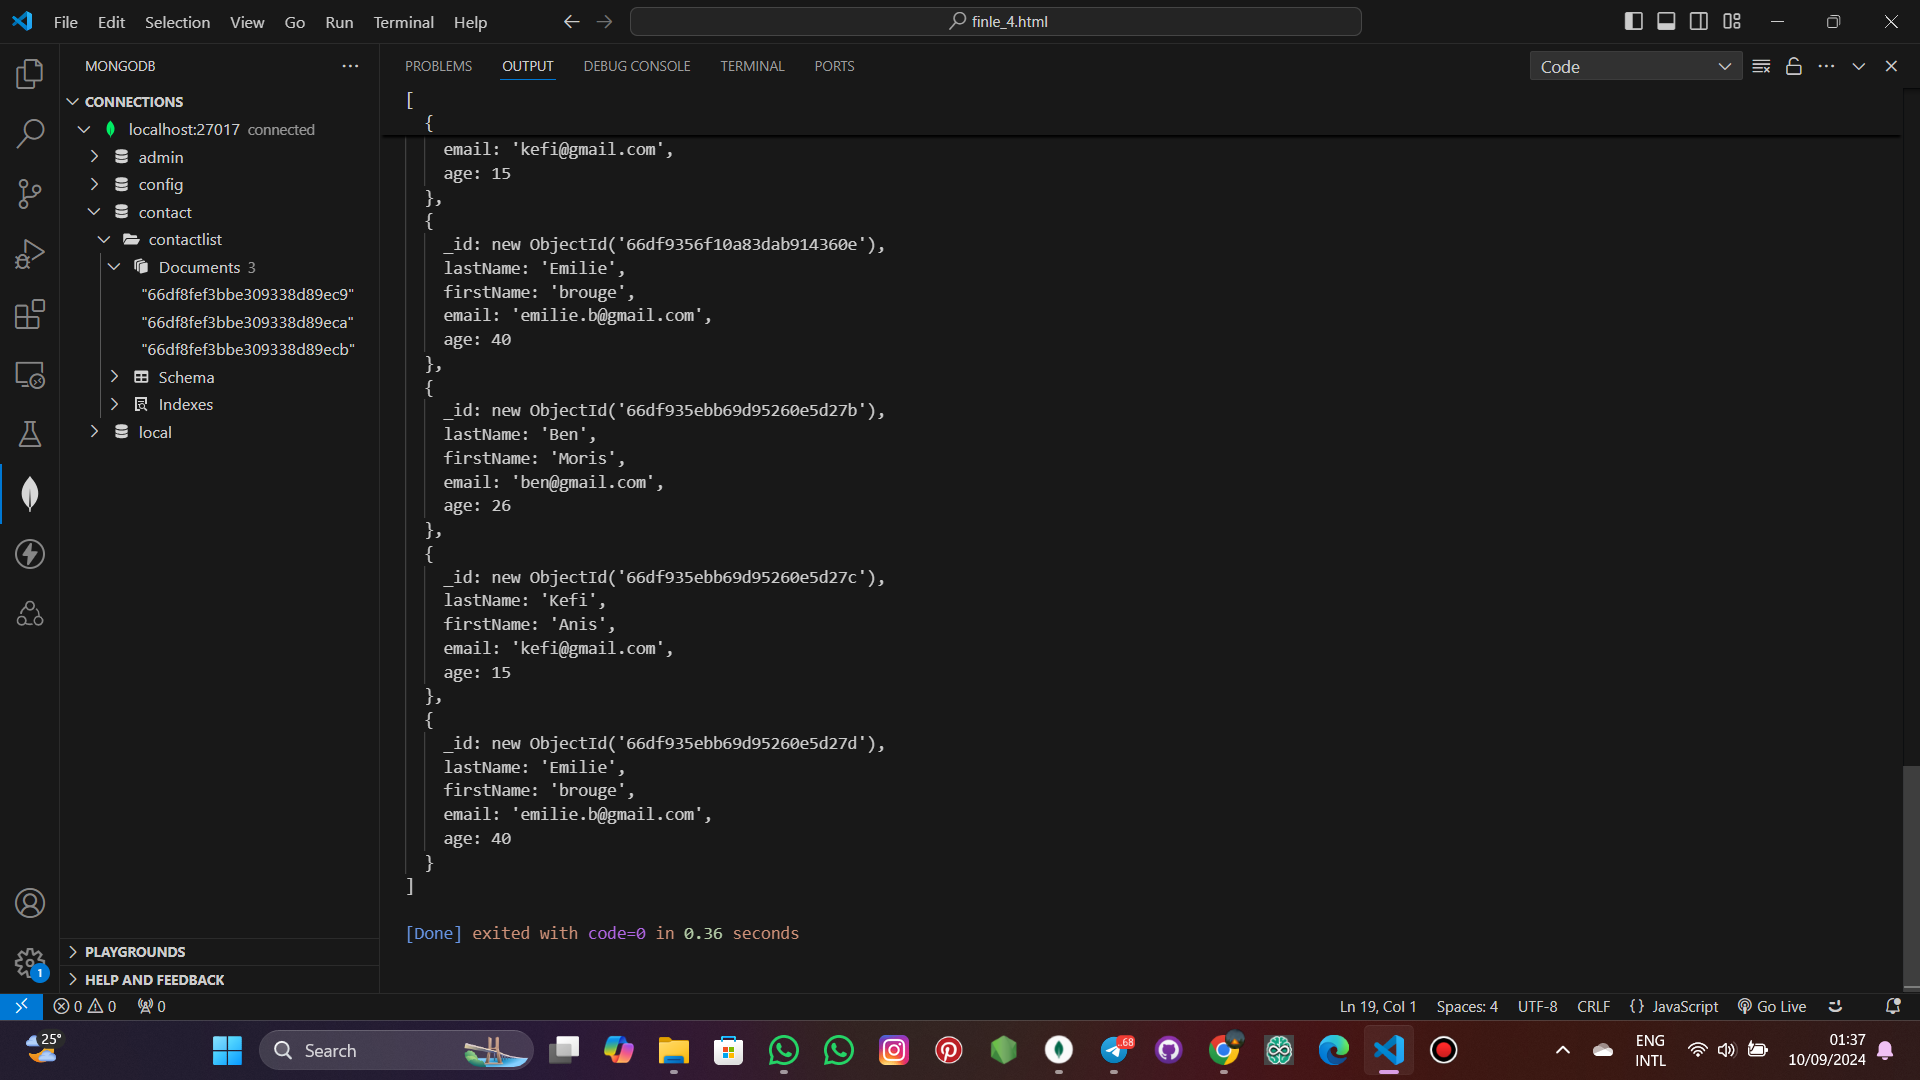 File Edit Selection View Go Run Terminal Help
finle_4.html
MONGODB
PROBLEMS OUTPUT DEBUG CONSOLE TERMINAL PORTS
Code
CONNECTIONS
localhost:27017 connected
admin
config
contact
contactlist
Documents 3
"66df8fef3bbe309338d89ec9"
"66df8fef3bbe309338d89eca"
"66df8fef3bbe309338d89ecb"
Schema
Indexes
local
PLAYGROUNDS
HELP AND FEEDBACK
[
{
email: 'kefi@gmail.com',
age: 15
},
{
_id: new ObjectId('66df9356f10a83dab914360e'),
lastName: 'Emilie',
firstName: 'brouge',
email: 'emilie.b@gmail.com',
age: 40
},
{
_id: new ObjectId('66df935ebb69d95260e5d27b'),
lastName: 'Ben',
firstName: 'Moris',
email: 'ben@gmail.com',
age: 26
},
{
_id: new ObjectId('66df935ebb69d95260e5d27c'),
lastName: 'Kefi',
firstName: 'Anis',
email: 'kefi@gmail.com',
age: 15
},
{
_id: new ObjectId('66df935ebb69d95260e5d27d'),
lastName: 'Emilie',
firstName: 'brouge',
email: 'emilie.b@gmail.com',
age: 40
}
]
[Done] exited with code=0 in 0.36 seconds
1
0 0 0
Ln 19, Col 1 Spaces: 4 UTF-8 CRLF {} JavaScript Go Live
25°
Search
68
ENG
INTL
01:37
10/09/2024